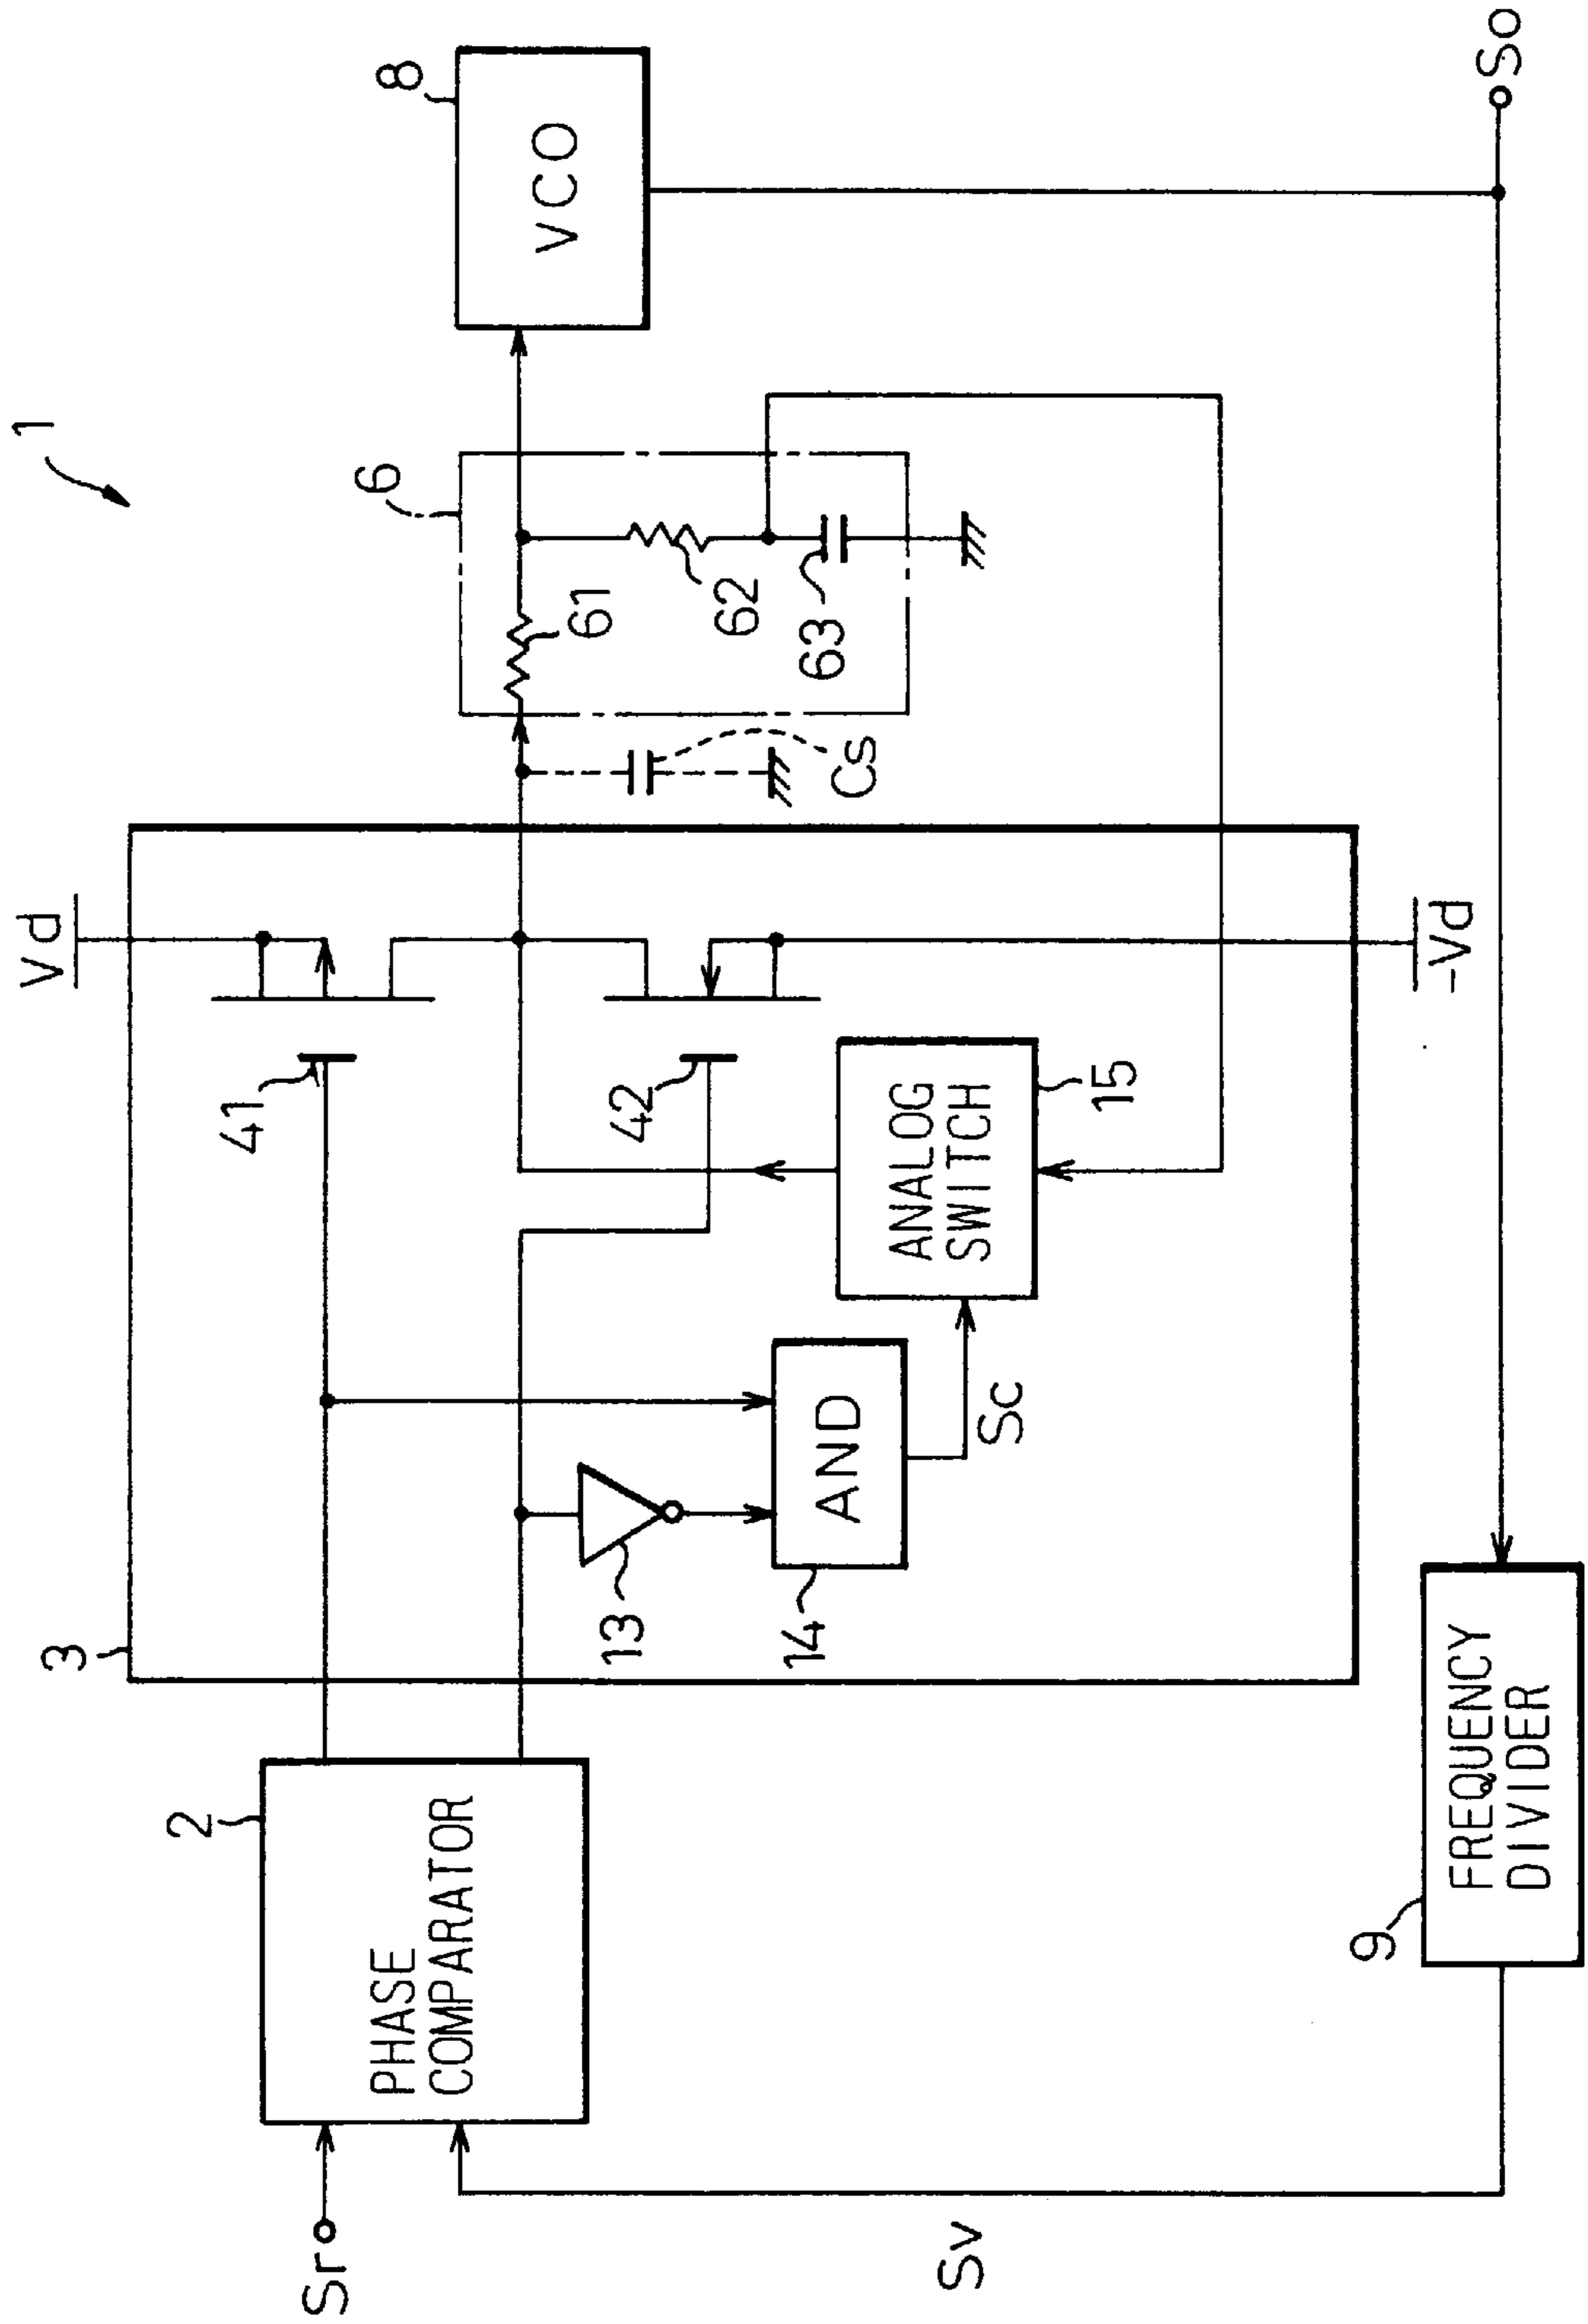 1
Vd
3
41
2
PHASE
COMPARATOR
Sr
6
61
8
VCO
42
62
13
63
Cs
14
AND
Sc
ANALOG
SWITCH
15
Sv
-Vd
9
FREQUENCY
DIVIDER
So